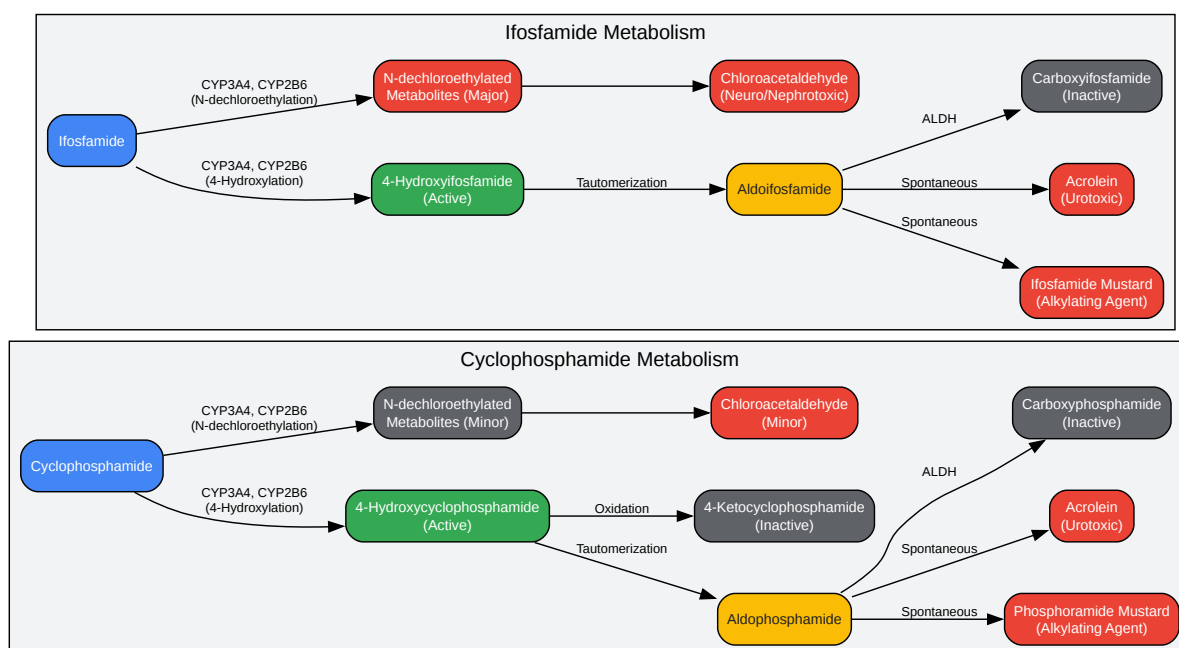 Ifosfamide Metabolism
CYP3A4, CYP2B6
(N-dechloroethylation)
N-dechloroethylated
Metabolites (Major)
Chloroacetaldehyde
(Neuro/Nephrotoxic)
Carboxyifosfamide
(Inactive)
ALDH
Ifosfamide
CYP3A4, CYP2B6
(4-Hydroxylation)
4-Hydroxyifosfamide
(Active)
Tautomerization
Aldoifosfamide
Spontaneous
Acrolein
(Urotoxic)
Spontaneous
Ifosfamide Mustard
(Alkylating Agent)
Cyclophosphamide Metabolism
CYP3A4, CYP2B6
(N-dechloroethylation)
N-dechloroethylated
Metabolites (Minor)
Chloroacetaldehyde
(Minor)
Carboxyphosphamide
(Inactive)
Cyclophosphamide
ALDH
CYP3A4, CYP2B6
(4-Hydroxylation)
4-Hydroxycyclophosphamide
(Active)
Oxidation
4-Ketocyclophosphamide
(Inactive)
Acrolein
(Urotoxic)
Tautomerization
Spontaneous
Aldophosphamide
Spontaneous
Phosphoramide Mustard
(Alkylating Agent)